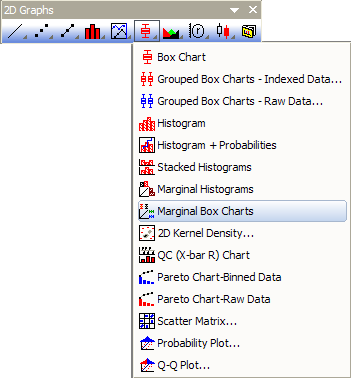 2D Graphs
Box Chart
Grouped Box Charts - Indexed Data...
Grouped Box Charts - Raw Data...
Histogram
Histogram + Probabilities
Stacked Histograms
Marginal Histograms
Marginal Box Charts
2D Kernel Density...
QC (X-bar R) Chart
Pareto Chart-Binned Data
Pareto Chart-Raw Data
Scatter Matrix...
Probability Plot...
Q-Q Plot...